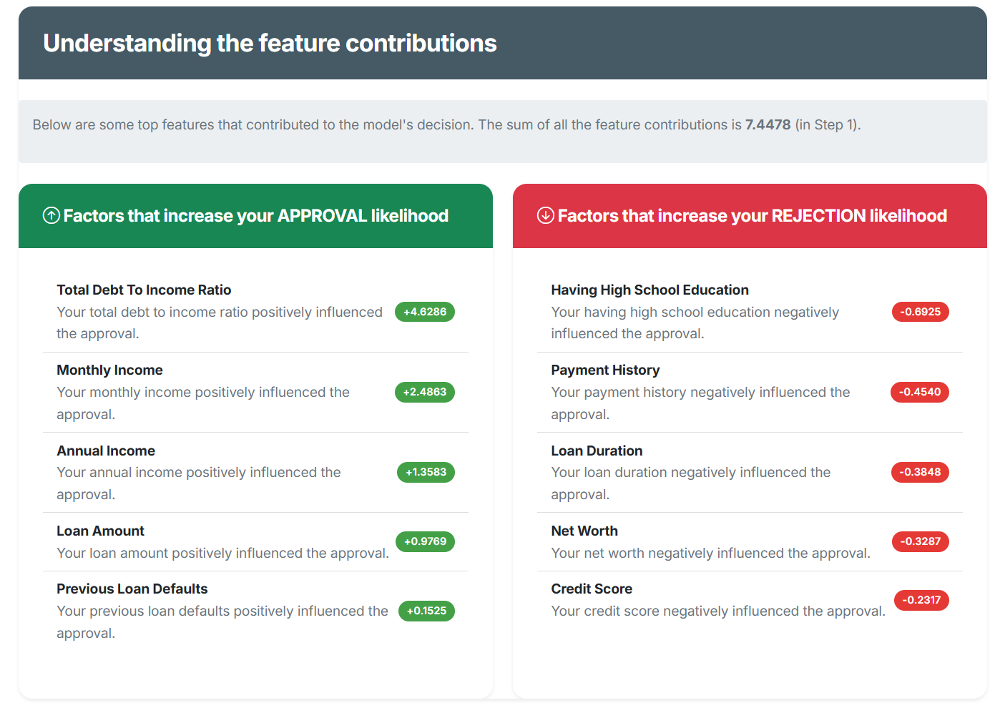 Understanding the feature contributions
Below are some top features that contributed to the model's decision. The sum of all the feature contributions is 7.4478 (in Step 1).
Factors that increase your APPROVAL likelihood
Total Debt To Income Ratio
Your total debt to income ratio positively influenced
the approval.
+4.6286
Monthly Income
Your monthly income positively influenced the
approval.
+2.4863
Annual Income
Your annual income positively influenced the
approval.
+1.3583
Loan Amount
Your loan amount positively influenced the approval.
+0.9769
Previous Loan Defaults
Your previous loan defaults positively influenced the
approval.
+0.1525
Factors that increase your REJECTION likelihood
Having High School Education
Your having high school education negatively
influenced the approval.
-0.6925
Payment History
Your payment history negatively influenced the
approval.
-0.4540
Loan Duration
Your loan duration negatively influenced the
approval.
-0.3848
Net Worth
Your net worth negatively influenced the approval.
-0.3287
Credit Score
Your credit score negatively influenced the approval.
-0.2317